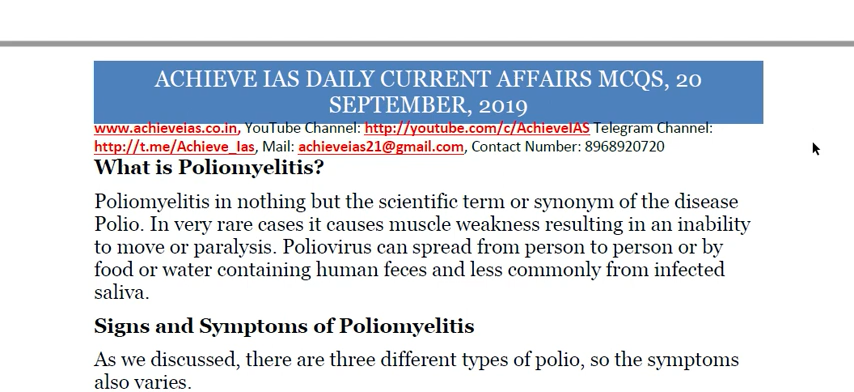 ACHIEVE IAS DAILY CURRENT AFFAIRS MCQS, 20
SEPTEMBER, 2019
www.achieveias.co.in, YouTube Channel: http://youtube.com/c/AchieveIAS Telegram Channel:
http://t.me/Achieve_Ias, Mail: achieveias21@gmail.com, Contact Number: 8968920720
What is Poliomyelitis?
Poliomyelitis in nothing but the scientific term or synonym of the disease
Polio. In very rare cases it causes muscle weakness resulting in an inability
to move or paralysis. Poliovirus can spread from person to person or by
food or water containing human feces and less commonly from infected
saliva.
Signs and Symptoms of Poliomyelitis
As we discussed, there are three different types of polio, so the symptoms
also varies.